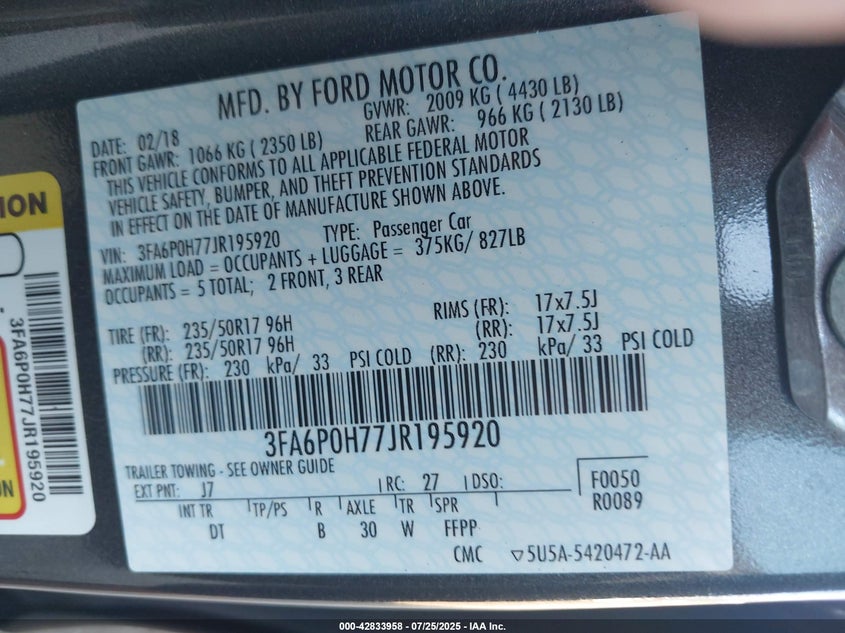 MFD. BY FORD MOTOR CO.
DATE: 02/18 GVWR: 2009 KG ( 4430 LB)
FRONT GAWR: 1066 KG ( 2350 LB) REAR GAWR: 966 KG ( 2130 LB)
THIS VEHICLE CONFORMS TO ALL APPLICABLE FEDERAL MOTOR
VEHICLE SAFETY, BUMPER, AND THEFT PREVENTION STANDARDS
IN EFFECT ON THE DATE OF MANUFACTURE SHOWN ABOVE.
VIN: 3FA6P0H77JR195920 TYPE: Passenger Car
MAXIMUM LOAD = OCCUPANTS + LUGGAGE = 375KG/ 827LB
OCCUPANTS = 5 TOTAL; 2 FRONT, 3 REAR
TIRE (FR): 235/50R17 96H RIMS (FR): 17x7.5J
(RR): 235/50R17 96H (RR): 17x7.5J
PRESSURE (FR): 230 kPa/ 33 PSI COLD (RR): 230 kPa/ 33 PSI COLD
3FA6P0H77JR195920
TRAILER TOWING - SEE OWNER GUIDE
EXT PNT: J7 RC: 27 DSO: F0050
R0089
INT TR TP/PS R AXLE TR SPR
DT B 30 W FFPP
CMC 5U5A-5420472-AA
ION
3FA6P0H77JR195920
ON
000-42833958 - 07/25/2025 - IAA Inc.